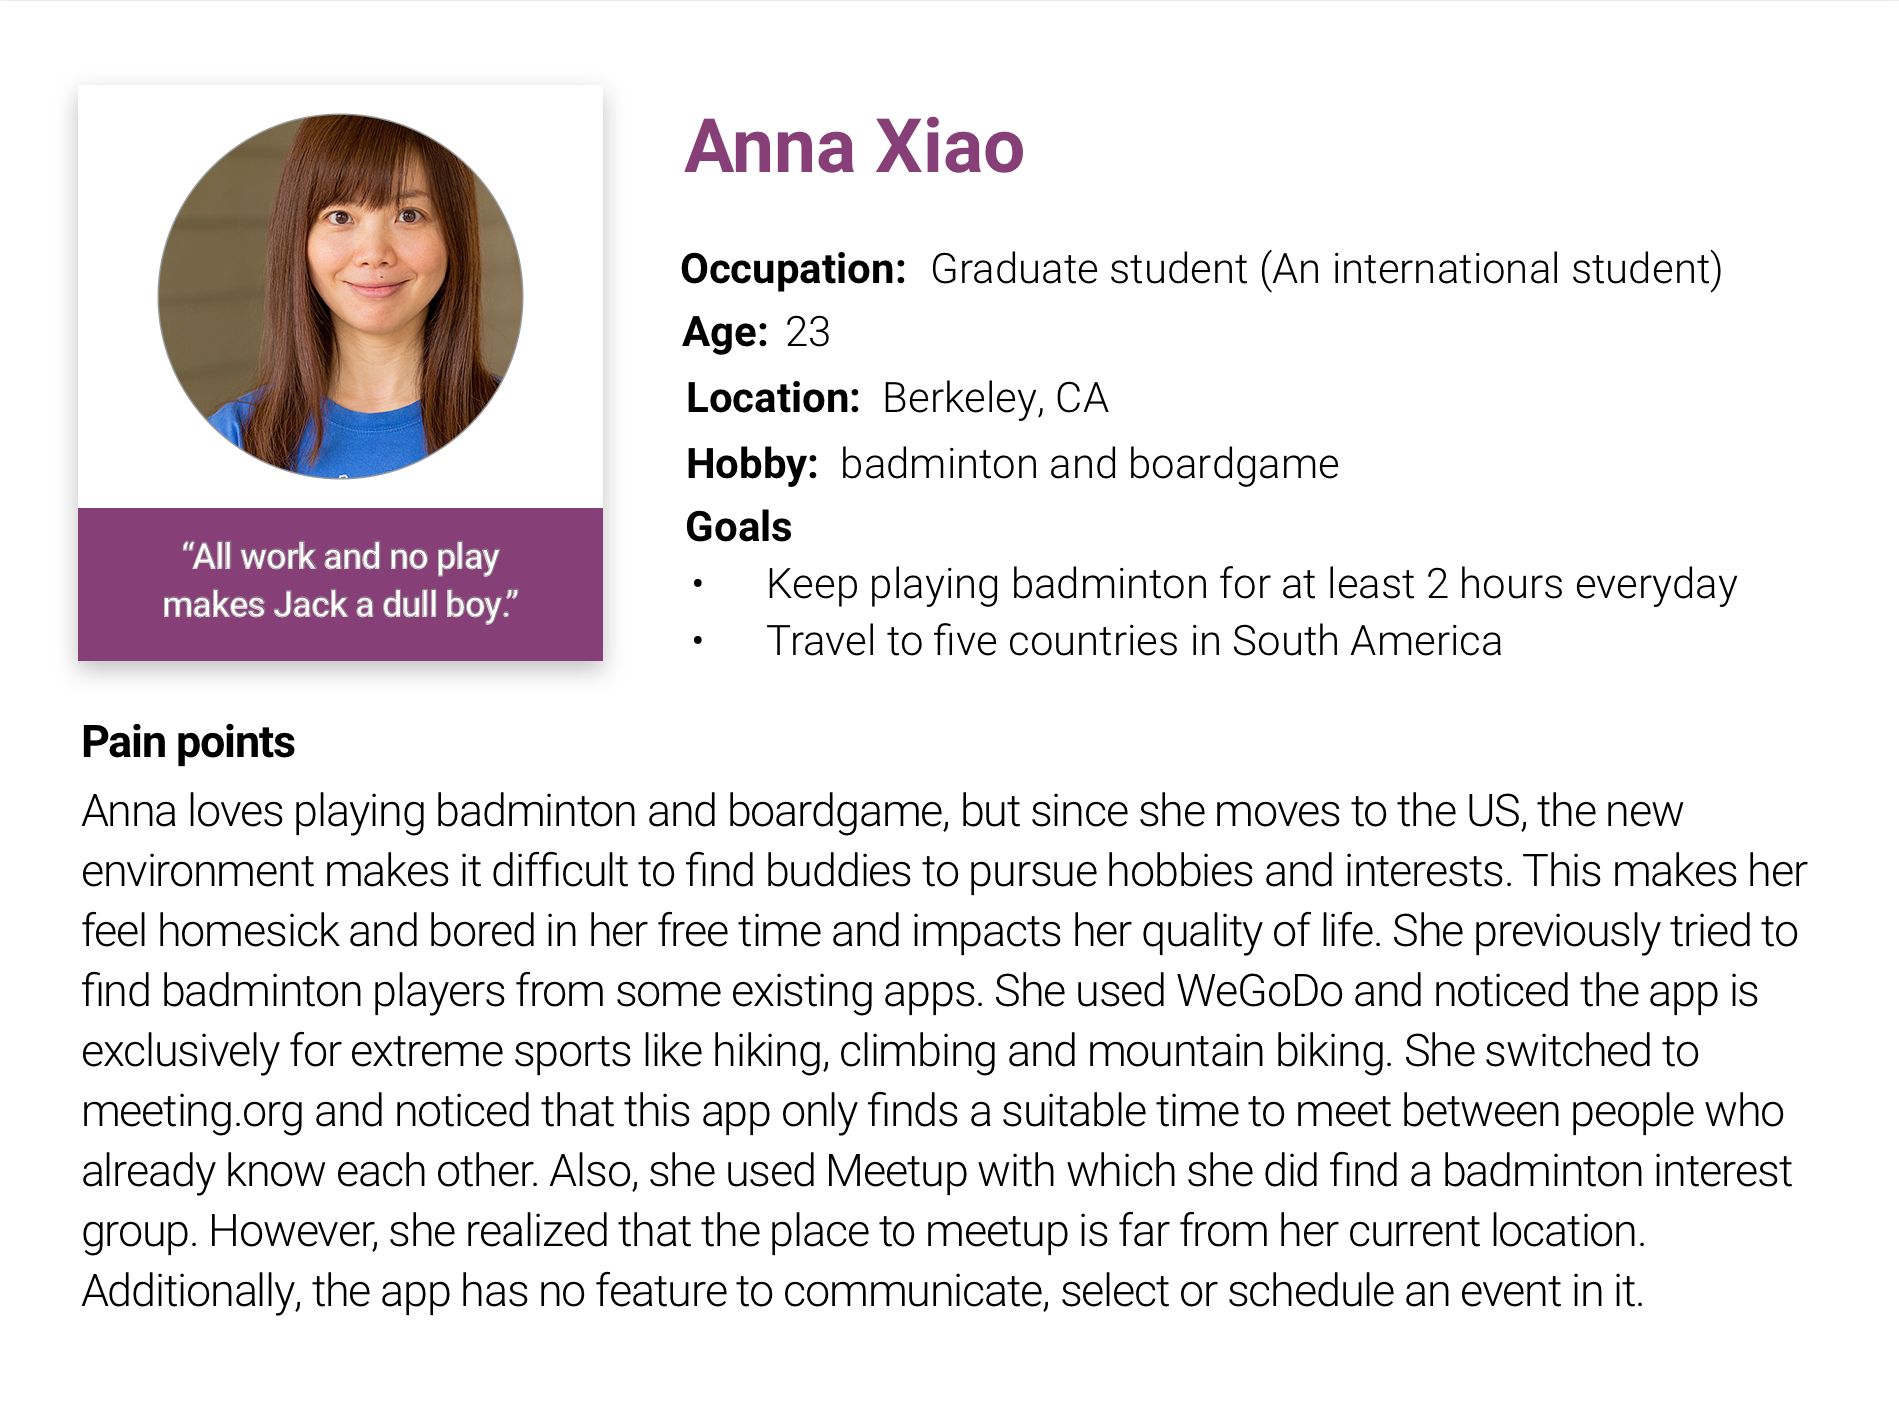 Anna Xiao
Occupation: Graduate student (An international student)
Age: 23
Location: Berkeley, CA
Hobby: badminton and boardgame
Goals
• Keep playing badminton for at least 2 hours everyday
• Travel to five countries in South America
“All work and no play
makes Jack a dull boy.”
Pain points
Anna loves playing badminton and boardgame, but since she moves to the US, the new
environment makes it difficult to find buddies to pursue hobbies and interests. This makes her
feel homesick and bored in her free time and impacts her quality of life. She previously tried to
find badminton players from some existing apps. She used WeGoDo and noticed the app is
exclusively for extreme sports like hiking, climbing and mountain biking. She switched to
meeting.org and noticed that this app only finds a suitable time to meet between people who
already know each other. Also, she used Meetup with which she did find a badminton interest
group. However, she realized that the place to meetup is far from her current location.
Additionally, the app has no feature to communicate, select or schedule an event in it.